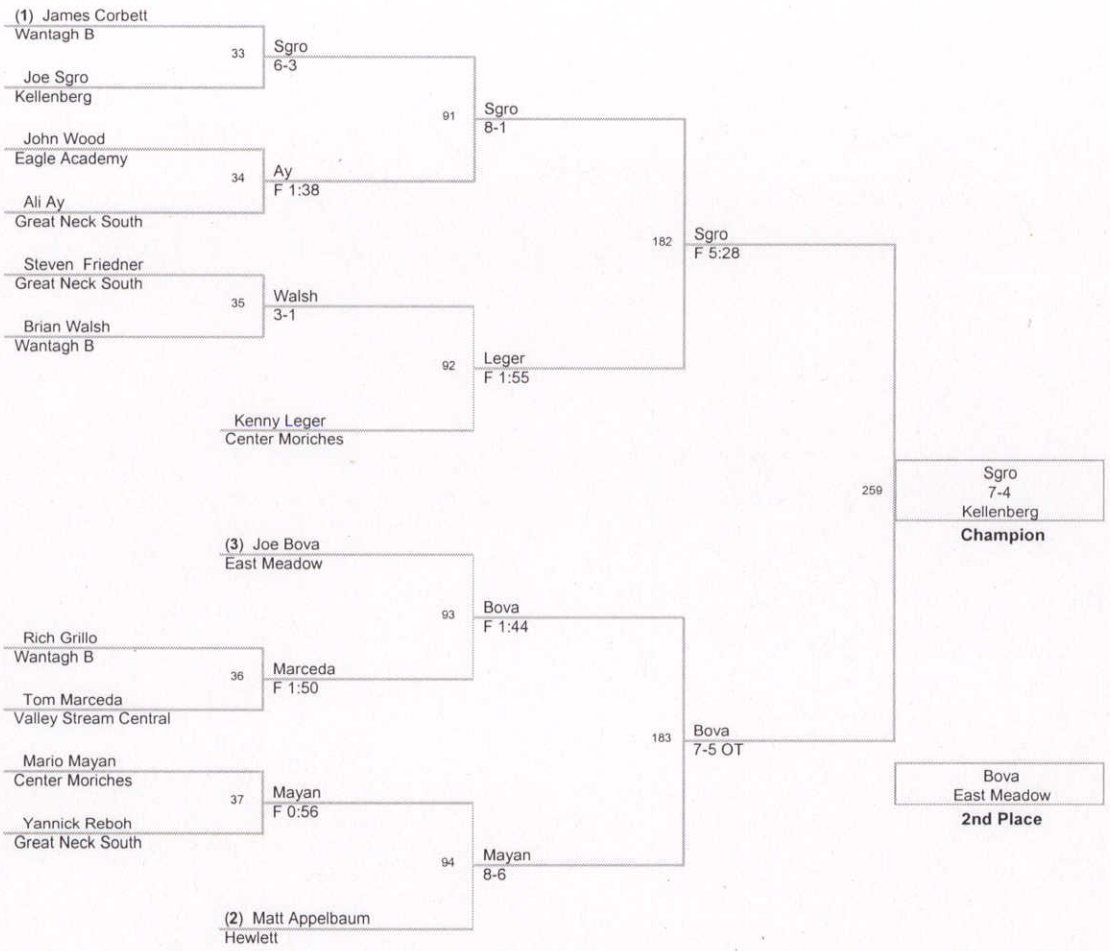 (1) James Corbett
Wantagh B
33
Sgro
6-3
Joe Sgro
Kellenberg
91
Sgro
8-1
John Wood
Eagle Academy
34
Ay
F 1:38
Ali Ay
Great Neck South
182
Sgro
F 5:28
Steven Friedner
Great Neck South
35
Walsh
3-1
Brian Walsh
Wantagh B
92
Leger
F 1:55
Kenny Leger
Center Moriches
259
Sgro
7-4
Kellenberg
Champion
(3) Joe Bova
East Meadow
93
Bova
F 1:44
Rich Grillo
Wantagh B
36
Marceda
F 1:50
Tom Marceda
Valley Stream Central
183
Bova
7-5 OT
Mario Mayan
Center Moriches
37
Mayan
F 0:56
Yannick Reboh
Great Neck South
94
Mayan
8-6
(2) Matt Appelbaum
Hewlett
Bova
East Meadow
2nd Place